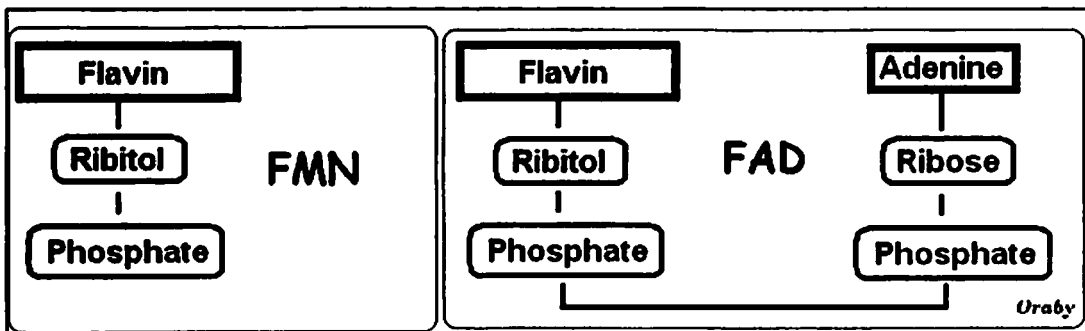 Flavin
Ribitol
FMN
Phosphate
Flavin
Adenine
Ribitol
FAD
Ribose
Phosphate
Phosphate
Uraby